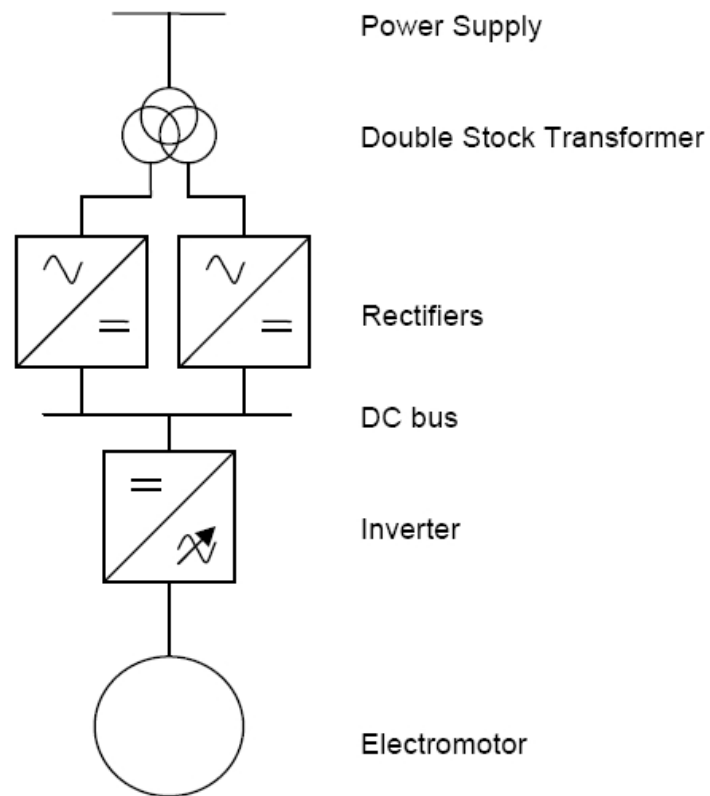 Power Supply
Double Stock Transformer
Rectifiers
DC bus
Inverter
Electromotor